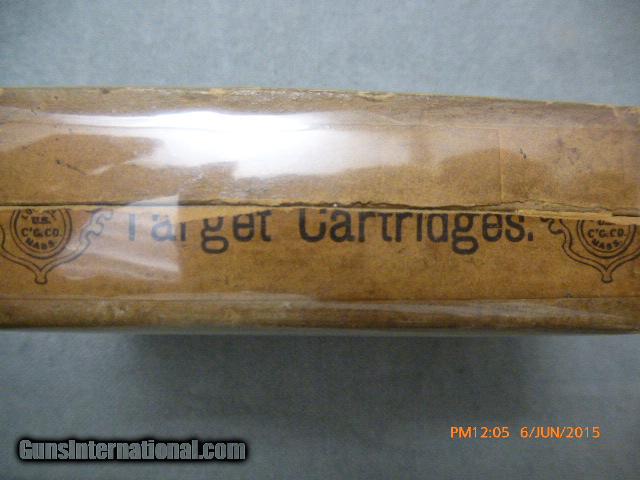 U.S.
C'G.CO.
MASS.
Target Cartridges.
U.S.
C'G.CO.
MASS.
PM12:05 6/JUN/2015
GunsInternational.com